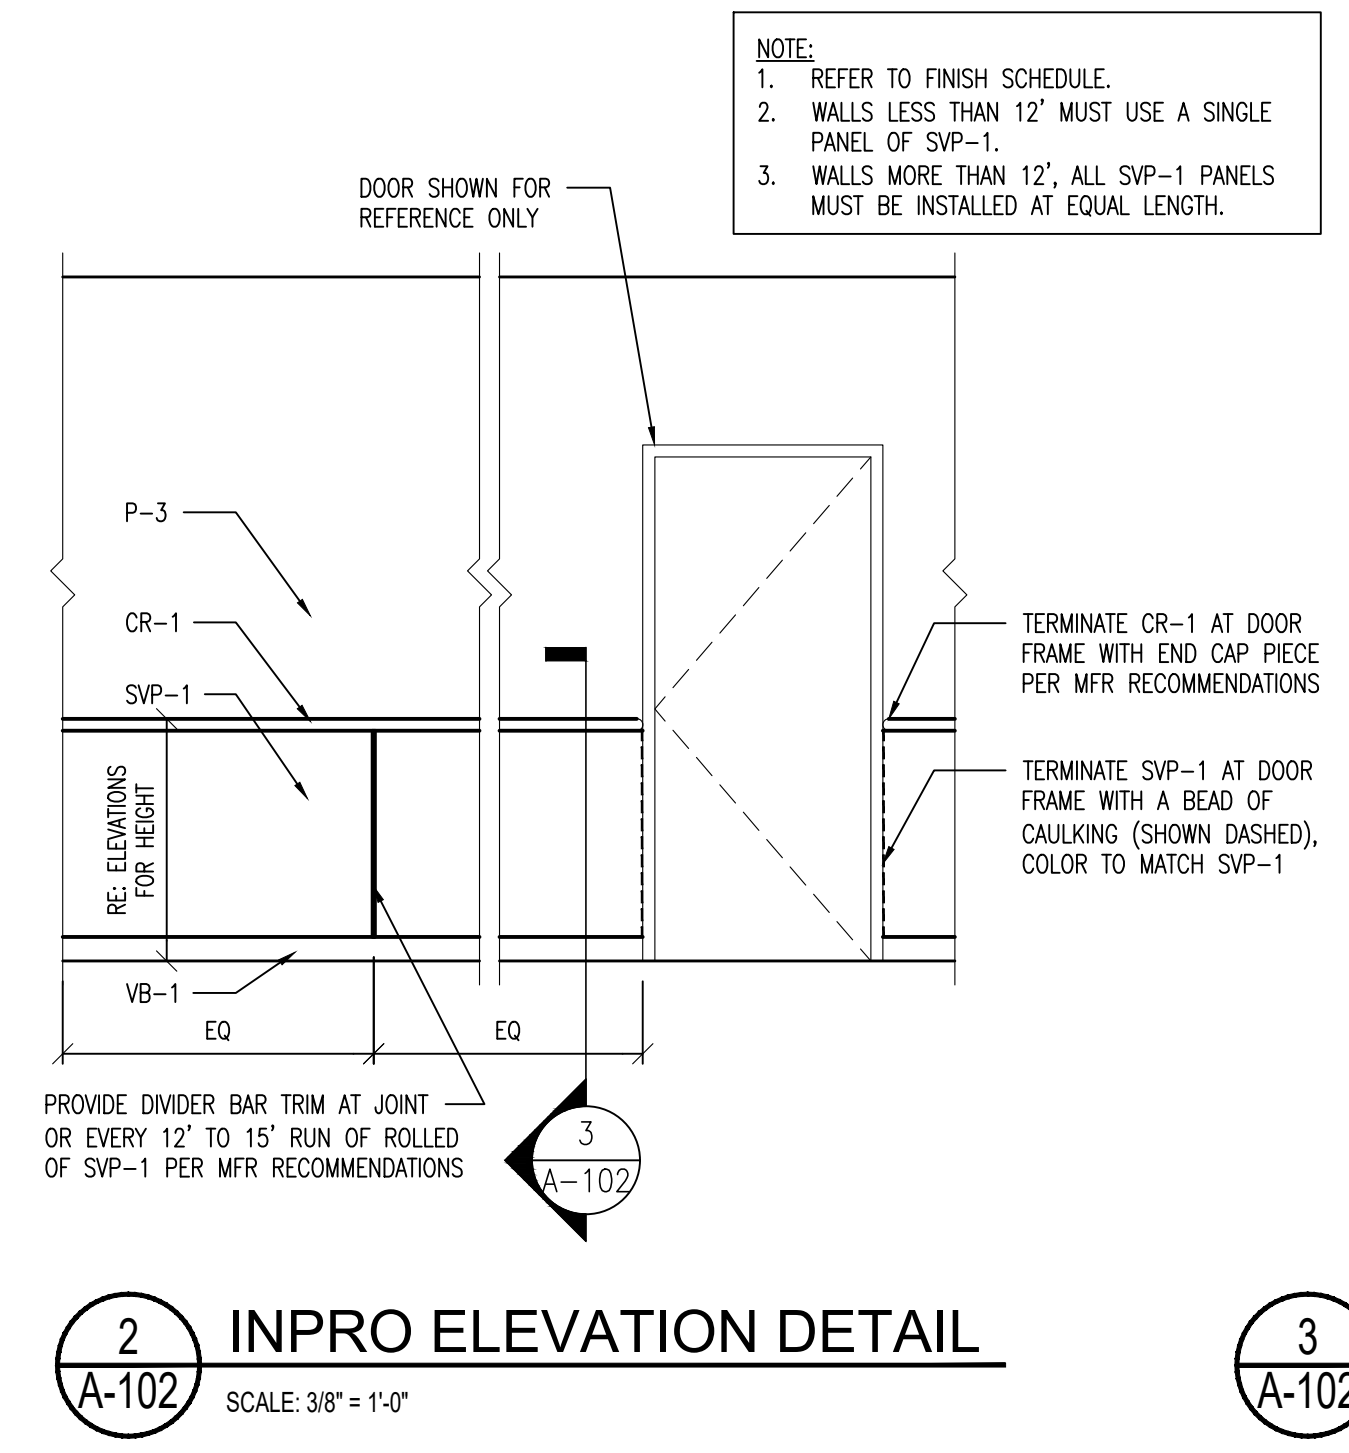 NOTE:
1. REFER TO FINISH SCHEDULE.
2. WALLS LESS THAN 12' MUST USE A SINGLE
PANEL OF SVP-1.
3. WALLS MORE THAN 12', ALL SVP-1 PANELS
MUST BE INSTALLED AT EQUAL LENGTH.
DOOR SHOWN FOR
REFERENCE ONLY
P-3
CR-1
SVP-1
RE: ELEVATIONS
FOR HEIGHT
VB-1
EQ
EQ
TERMINATE CR-1 AT DOOR
FRAME WITH END CAP PIECE
PER MFR RECOMMENDATIONS
TERMINATE SVP-1 AT DOOR
FRAME WITH A BEAD OF
CAULKING (SHOWN DASHED),
COLOR TO MATCH SVP-1
PROVIDE DIVIDER BAR TRIM AT JOINT
OR EVERY 12' TO 15' RUN OF ROLLED
OF SVP-1 PER MFR RECOMMENDATIONS
3
A-102
2
A-102
INPRO ELEVATION DETAIL
SCALE: 3/8" = 1'-0"
3
A-102